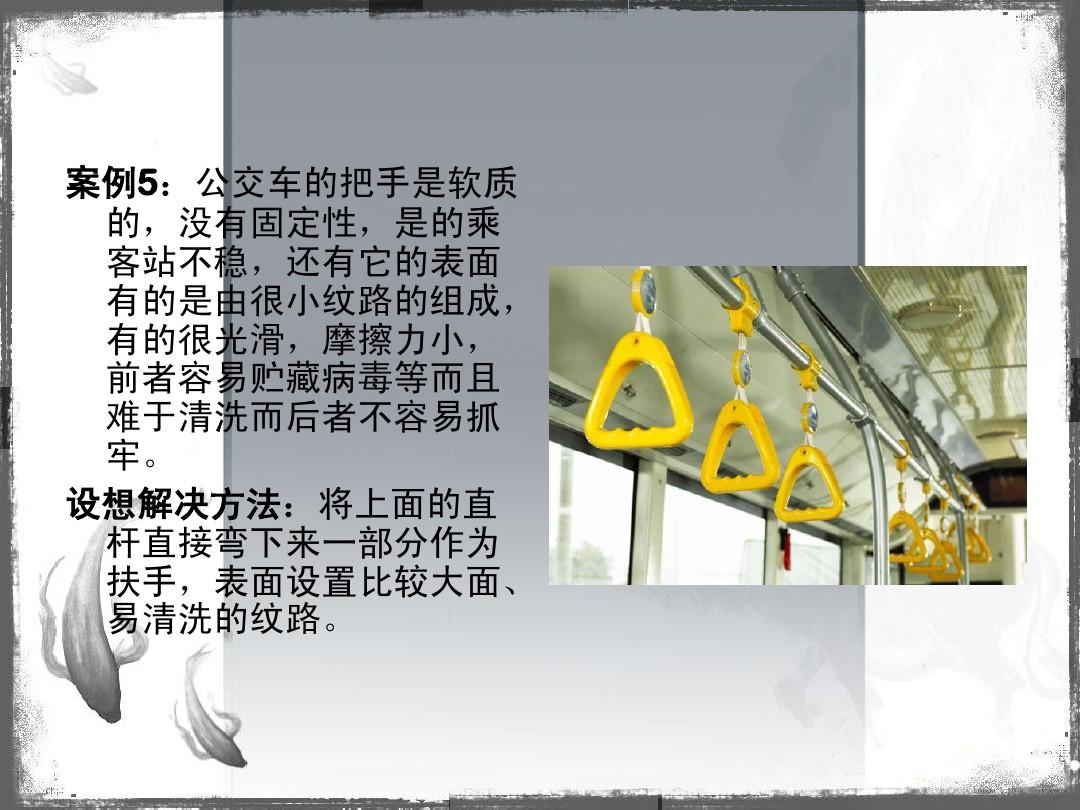 案例5：公交车的把手是软质
的，没有固定性，是的乘
客站不稳，还有它的表面
有的是由很小纹路的组成，
有的很光滑，摩擦力小，
前者容易贮藏病毒等而且
难于清洗而后者不容易抓
牢。
设想解决方法：将上面的直
杆直接弯下来一部分作为
扶手，表面设置比较大面、
易清洗的纹路。